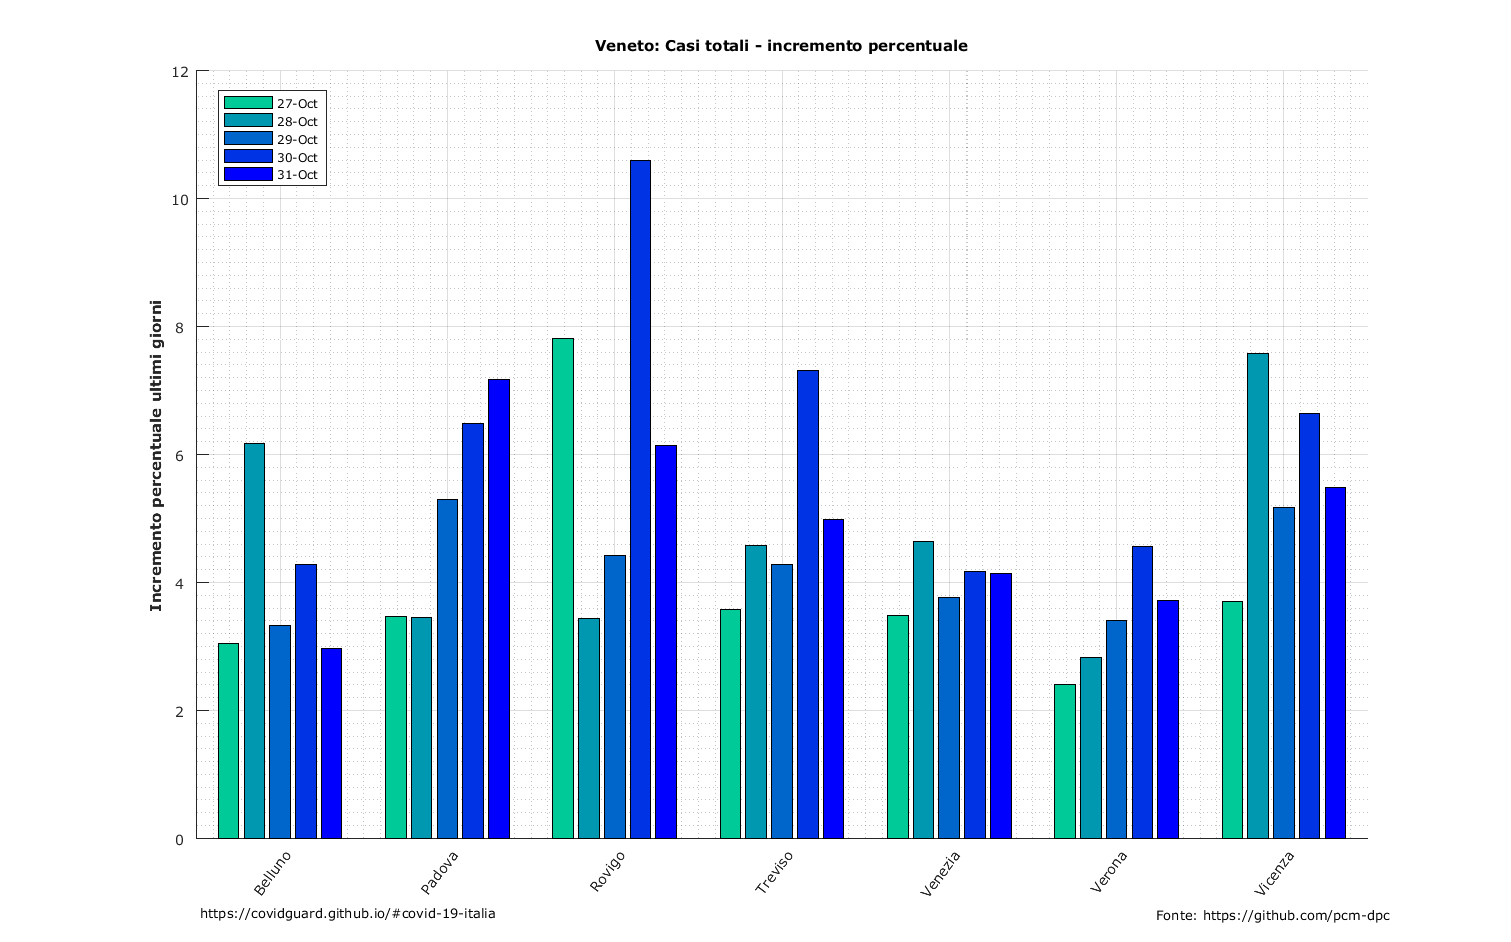 Veneto: Casi totali - incremento percentuale
12
10
8
6
4
2
0
Incremento percentuale ultimi giorni
27-Oct
28-Oct
29-Oct
30-Oct
31-Oct
Belluno
Padova
Rovigo
Treviso
Venezia
Verona
Vicenza
https://covidguard.github.io/#covid-19-italia
Fonte: https://github.com/pcm-dpc